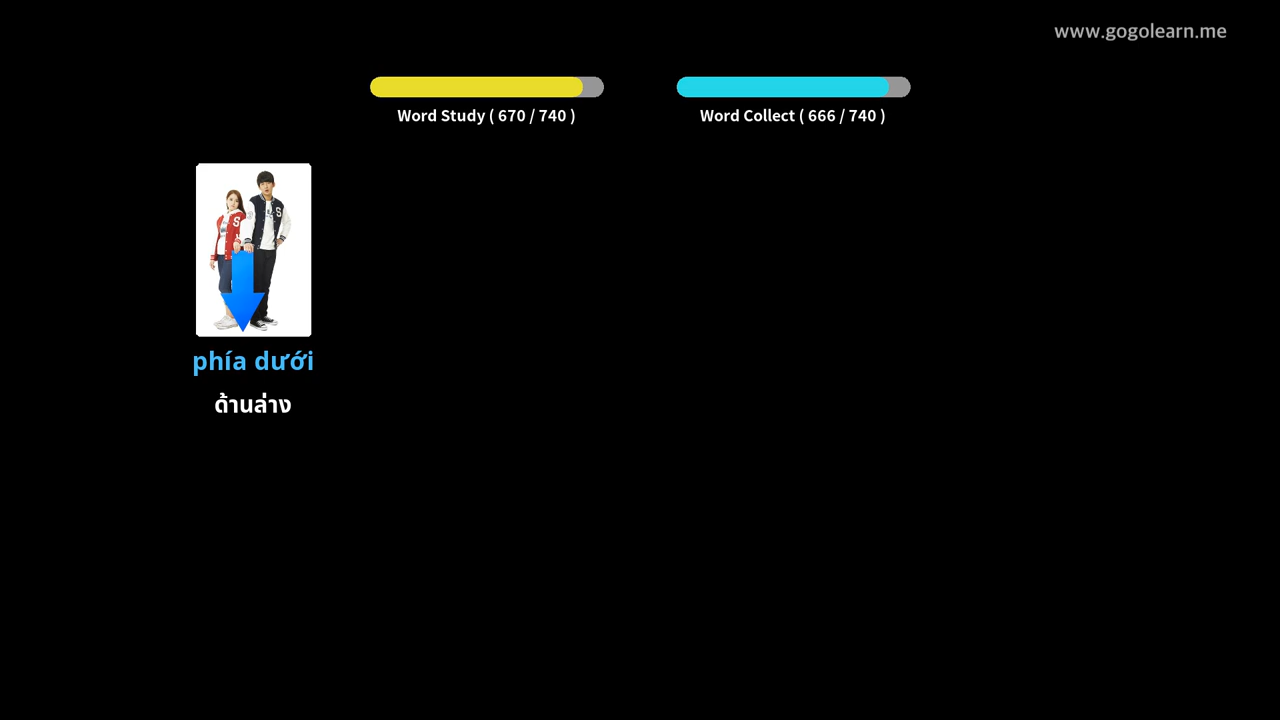 www.gogolearn.me
Word Study ( 670 / 740 )
Word Collect ( 666 / 740 )
S
S
phía dưới
ด้านล่าง